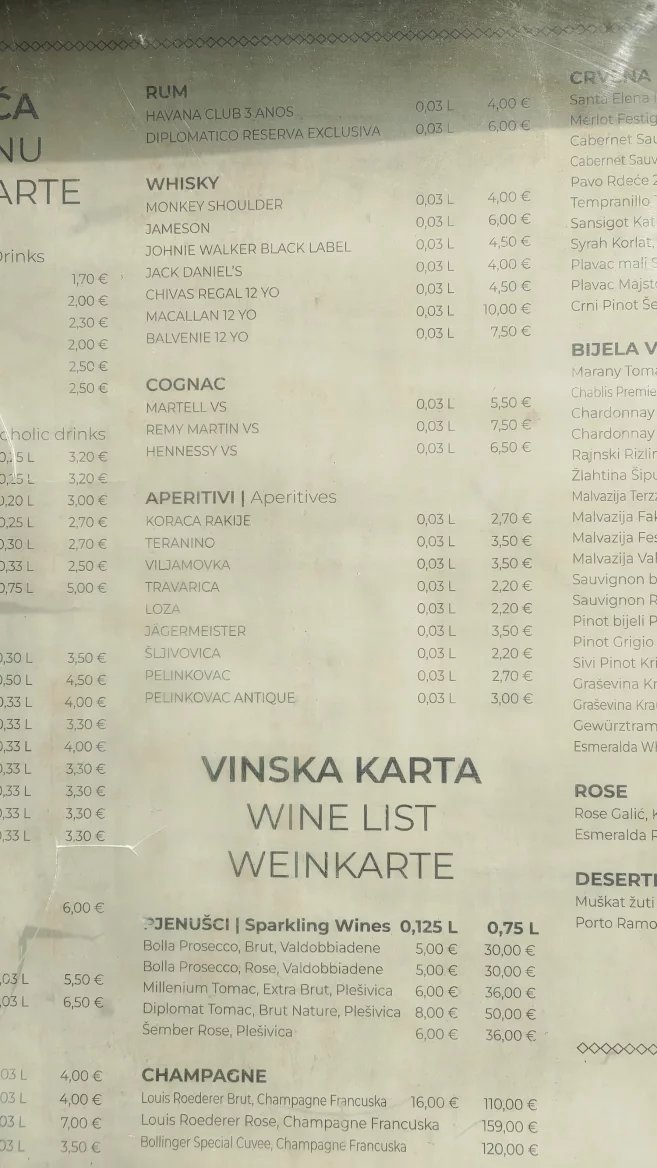 ĆA
NU
ARTE
Drinks
1,70 €
2,00 €
2,30 €
2,00 €
2,50 €
2,50 €
coholic drinks
0,25 L 3,20 €
0,25 L 3,20 €
0,20 L 3,00 €
0,25 L 2,70 €
0,30 L 2,70 €
0,33 L 2,50 €
0,75 L 5,00 €
0,30 L 3,50 €
0,50 L 4,50 €
0,33 L 4,00 €
0,33 L 3,30 €
0,33 L 4,00 €
0,33 L 3,30 €
0,33 L 3,30 €
0,33 L 3,30 €
0,33 L 3,30 €
6,00 €
0,03 L 5,50 €
0,03 L 6,50 €
03 L 4,00 €
03 L 4,00 €
03 L 7,00 €
03 L 3,50 €
RUM
HAVANA CLUB 3 ANOS 0,03 L 4,00 €
DIPLOMATICO RESERVA EXCLUSIVA 0,03 L 6,00 €
WHISKY
MONKEY SHOULDER 0,03 L 4,00 €
JAMESON 0,03 L 6,00 €
JOHNIE WALKER BLACK LABEL 0,03 L 4,50 €
JACK DANIEL'S 0,03 L 4,00 €
CHIVAS REGAL 12 YO 0,03 L 4,50 €
MACALLAN 12 YO 0,03 L 10,00 €
BALVENIE 12 YO 0,03 L 7,50 €
COGNAC
MARTELL VS 0,03 L 5,50 €
REMY MARTIN VS 0,03 L 7,50 €
HENNESSY VS 0,03 L 6,50 €
APERITIVI | Aperitives
KORACA RAKIJE 0,03 L 2,70 €
TERANINO 0,03 L 3,50 €
VILJAMOVKA 0,03 L 3,50 €
TRAVARICA 0,03 L 2,20 €
LOZA 0,03 L 2,20 €
JÄGERMEISTER 0,03 L 3,50 €
ŠLJIVOVICA 0,03 L 2,20 €
PELINKOVAC 0,03 L 2,70 €
PELINKOVAC ANTIQUE 0,03 L 3,00 €
VINSKA KARTA
WINE LIST
WEINKARTE
PJENUŠCI | Sparkling Wines 0,125 L 0,75 L
Bolla Prosecco, Brut, Valdobbiadene 5,00 € 30,00 €
Bolla Prosecco, Rose, Valdobbiadene 5,00 € 30,00 €
Millenium Tomac, Extra Brut, Plešivica 6,00 € 36,00 €
Diplomat Tomac, Brut Nature, Plešivica 8,00 € 50,00 €
Šember Rose, Plešivica 6,00 € 36,00 €
CHAMPAGNE
Louis Roederer Brut, Champagne Francuska 16,00 € 110,00 €
Louis Roederer Rose, Champagne Francuska 159,00 €
Bollinger Special Cuvee, Champagne Francuska 120,00 €
CRVENA
Santa Elena
Merlot Festig
Cabernet Sau
Cabernet Sauv
Pavo Rdeče 2
Tempranillo
Sansigot Kat
Syrah Korlat,
Plavac mali S
Plavac Majsto
Crni Pinot Še
BIJELA V
Marany Toma
Chablis Premie
Chardonnay
Chardonnay
Rajnski Rizlin
Žlahtina Šipu
Malvazija Terz
Malvazija Fak
Malvazija Fes
Malvazija Val
Sauvignon b
Sauvignon R
Pinot bijeli P
Pinot Grigio
Sivi Pinot Kri
Graševina Kr
Graševina Kra
Gewürztram
Esmeralda Wh
ROSE
Rose Galić, K
Esmeralda R
DESERTI
Muškat žuti
Porto Ramo